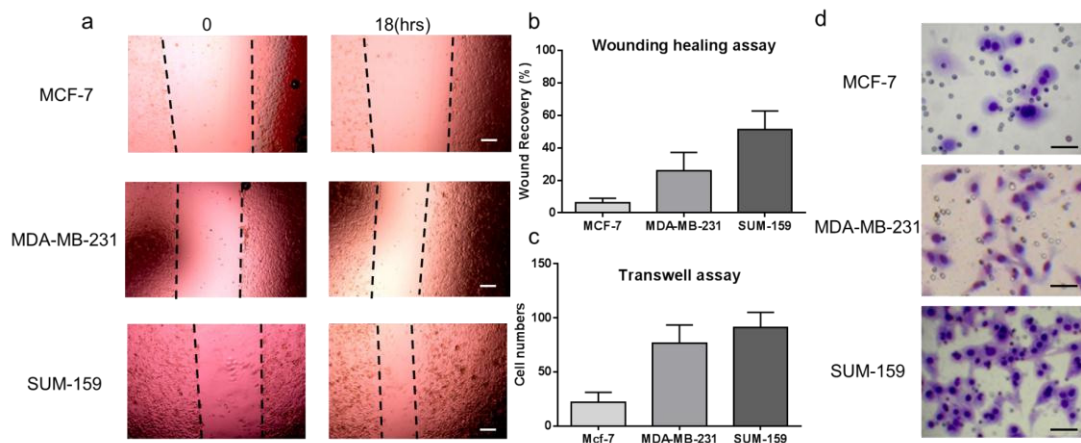 a
0
18(hrs)
MCF-7
MDA-MB-231
SUM-159
b
Wounding healing assay
Wound Recovery (%)
100
80
60
40
20
0
MCF-7
MDA-MB-231
SUM-159
c
Transwell assay
Cell numbers
150
100
50
0
Mcf-7
MDA-MB-231
SUM-159
d
MCF-7
MDA-MB-231
SUM-159